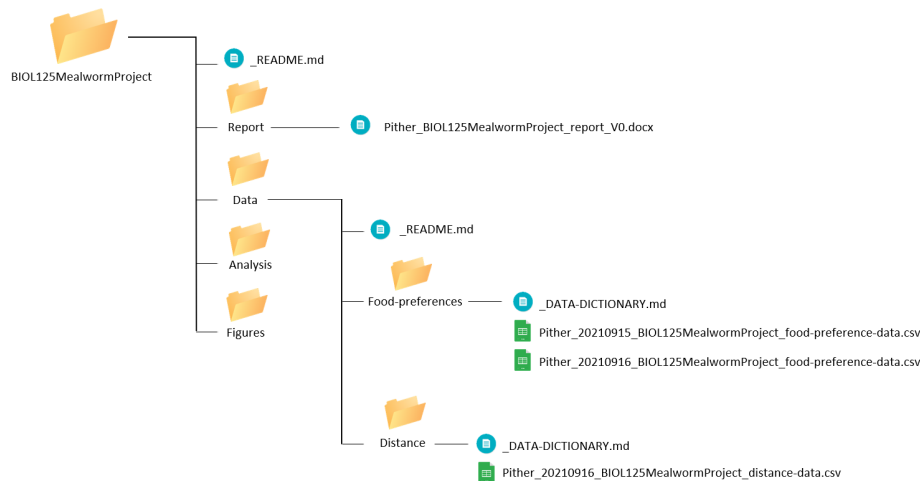 BIOL125MealwormProject
_README.md
Report
Pither_BIOL125MealwormProject_report_V0.docx
Data
_README.md
Food-preferences
_DATA-DICTIONARY.md
Pither_20210915_BIOL125MealwormProject_food-preference-data.csv
Pither_20210916_BIOL125MealwormProject_food-preference-data.csv
Distance
_DATA-DICTIONARY.md
Pither_20210916_BIOL125MealwormProject_distance-data.csv
Analysis
Figures